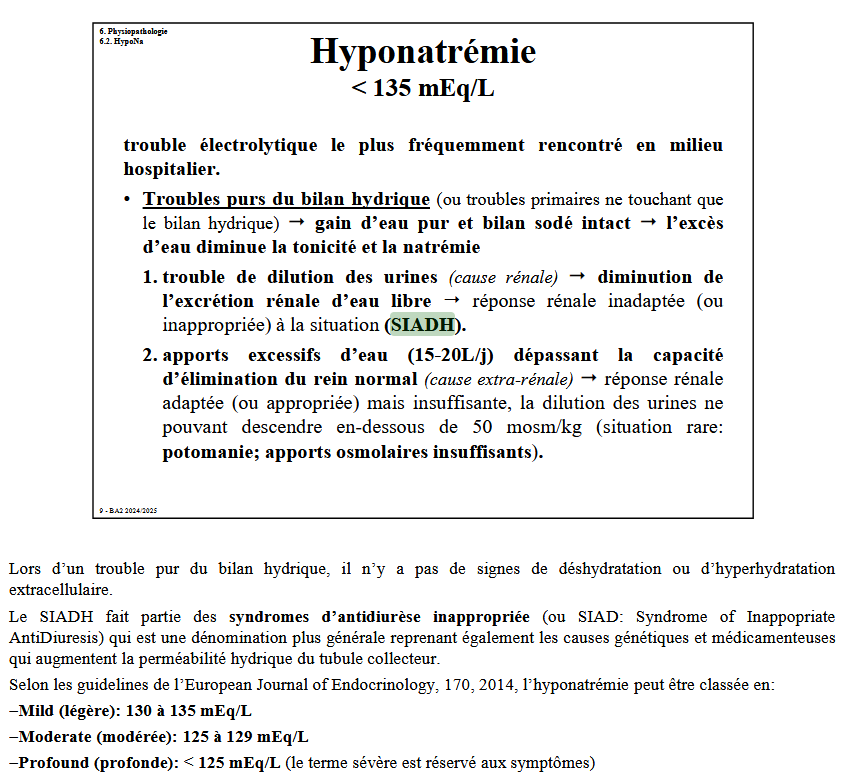 6. Physiopathologie
6.2. HypoNa
Hyponatrémie
< 135 mEq/L
trouble électrolytique le plus fréquemment rencontré en milieu
hospitalier.
• Troubles purs du bilan hydrique (ou troubles primaires ne touchant que
le bilan hydrique) → gain d’eau pur et bilan sodé intact → l’excès
d’eau diminue la tonicité et la natrémie
1. trouble de dilution des urines (cause rénale) → diminution de
l’excrétion rénale d’eau libre → réponse rénale inadaptée (ou
inappropriée) à la situation (SIADH).
2. apports excessifs d’eau (15-20L/j) dépassant la capacité
d’élimination du rein normal (cause extra-rénale) → réponse rénale
adaptée (ou appropriée) mais insuffisante, la dilution des urines ne
pouvant descendre en-dessous de 50 mosm/kg (situation rare:
potomanie; apports osmolaires insuffisants).
9 - BA2 2024/2025
Lors d’un trouble pur du bilan hydrique, il n’y a pas de signes de déshydratation ou d’hyperhydratation
extracellulaire.
Le SIADH fait partie des syndromes d’antidiurèse inappropriée (ou SIAD: Syndrome of Inappopriate
AntiDiuresis) qui est une dénomination plus générale reprenant également les causes génétiques et médicamenteuses
qui augmentent la perméabilité hydrique du tubule collecteur.
Selon les guidelines de l’European Journal of Endocrinology, 170, 2014, l’hyponatrémie peut être classée en:
–Mild (légère): 130 à 135 mEq/L
–Moderate (modérée): 125 à 129 mEq/L
–Profound (profonde): < 125 mEq/L (le terme sévère est réservé aux symptômes)